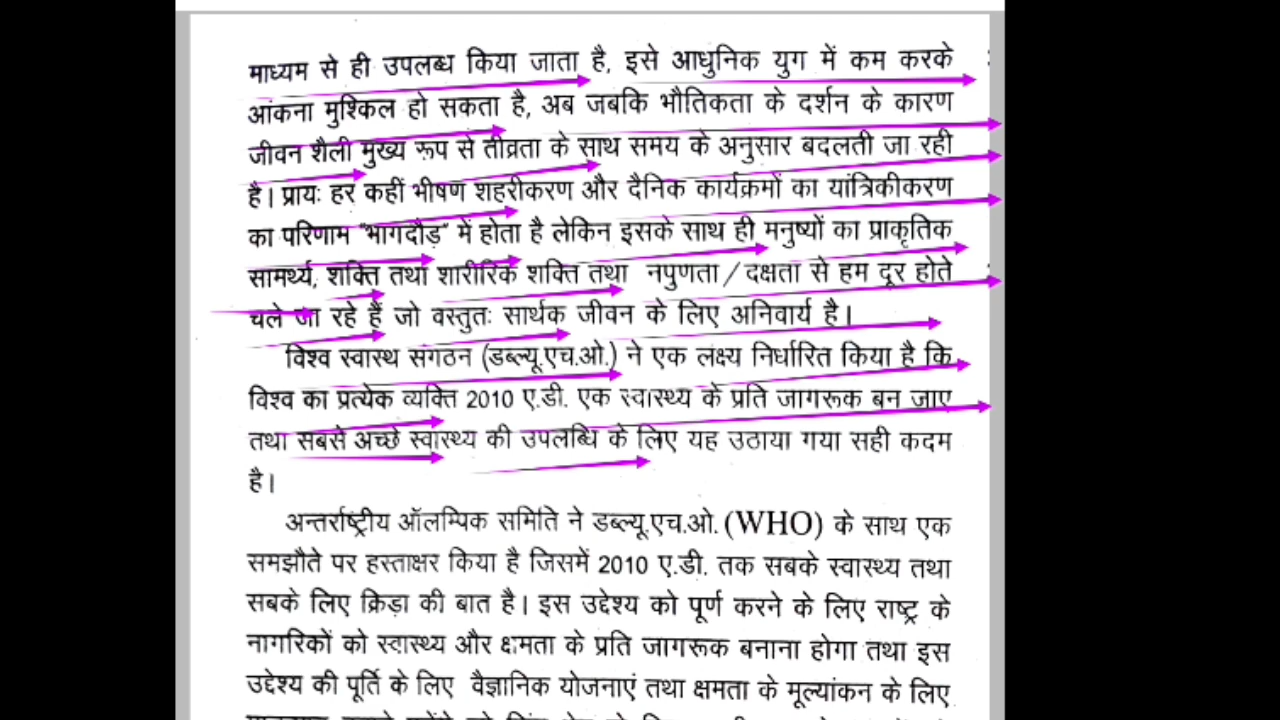 माध्यम से ही उपलब्ध किया जाता है, इसे आधुनिक युग में कम करके
आंकना मुश्किल हो सकता है, अब जबकि भौतिकता के दर्शन के कारण
जीवन शैली मुख्य रूप से तीव्रता के साथ समय के अनुसार बदलती जा रही
है। प्रायः हर कहीं भीषण शहरीकरण और दैनिक कार्यक्रमों का यांत्रिकीकरण
का परिणाम "भागदौड़" में होता है लेकिन इसके साथ ही मनुष्यों का प्राकृतिक
सामर्थ्य, शक्ति तथा शारीरिक शक्ति तथा नपुणता / दक्षता से हम दूर होते
चले जा रहे हैं जो वस्तुतः सार्थक जीवन के लिए अनिवार्य है।
विश्व स्वास्थ सगठन (डब्ल्यू.एच.ओ.) ने एक लक्ष्य निर्धारित किया है कि
विश्व का प्रत्येक व्यक्ति 2010 ए.डी. एक स्वास्थ्य के प्रति जागरूक बन जाए
तथा सबसे अच्छे स्वास्थ्य की उपलब्धि के लिए यह उठाया गया सही कदम
है।
अन्तर्राष्ट्रीय ऑलम्पिक समिति ने डब्ल्यू.एच.ओ. (WHO) के साथ एक
समझौते पर हस्ताक्षर किया है जिसमें 2010 ए.डी. तक सबके स्वास्थ्य तथा
सबके लिए क्रिड़ा की बात है। इस उद्देश्य को पूर्ण करने के लिए राष्ट्र के
नागरिकों को स्वास्थ्य और क्षमता के प्रति जागरूक बनाना होगा तथा इस
उद्देश्य की पूर्ति के लिए वैज्ञानिक योजनाएं तथा क्षमता के मूल्यांकन के लिए